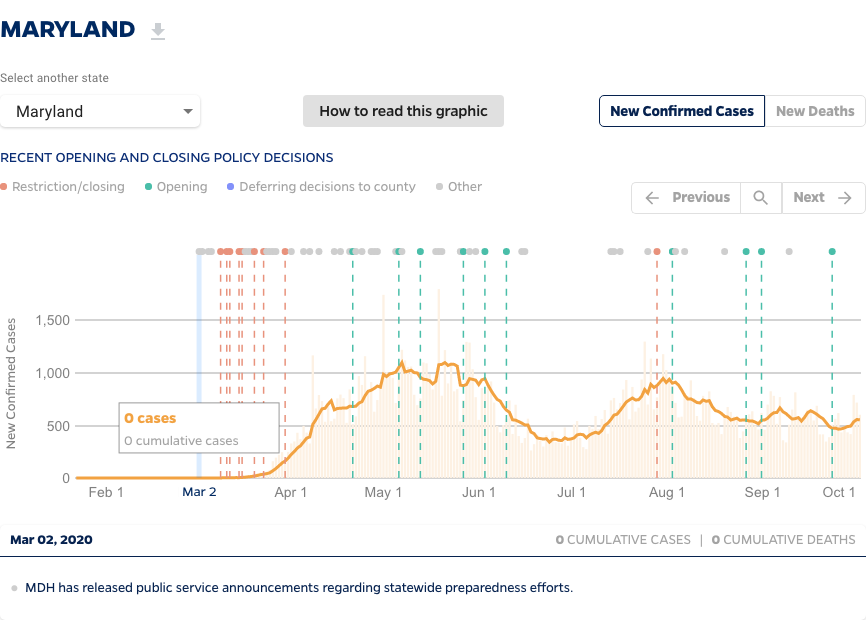 MARYLAND
Select another state
Maryland
How to read this graphic
New Confirmed Cases
New Deaths
RECENT OPENING AND CLOSING POLICY DECISIONS
Restriction/closing
Opening
Deferring decisions to county
Other
Previous
Next
New Confirmed Cases
1,500
1,000
500
0
0 cases
0 cumulative cases
Feb 1
Mar 2
Apr 1
May 1
Jun 1
Jul 1
Aug 1
Sep 1
Oct 1
Mar 02, 2020
0 CUMULATIVE CASES | 0 CUMULATIVE DEATHS
MDH has released public service announcements regarding statewide preparedness efforts.